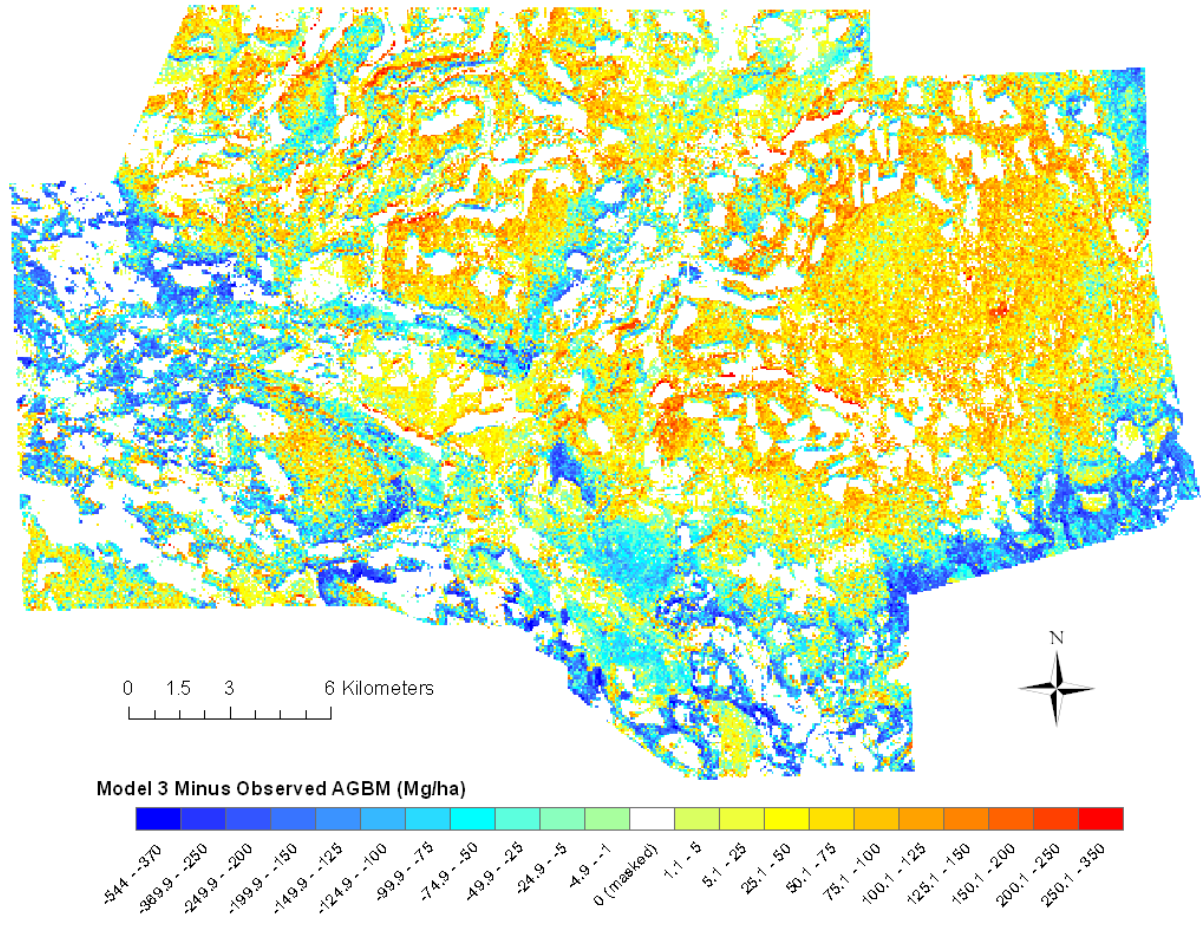 N
0 1.5 3 6 Kilometers
Model 3 Minus Observed AGBM (Mg/ha)
-544 - -370
-369.9 - -250
-249.9 - -200
-199.9 - -150
-149.9 - -125
-124.9 - -100
-99.9 - -75
-74.9 - -50
-49.9 - -25
-24.9 - -5
-4.9 - -1
0 (masked)
1.1 - 5
5.1 - 25
25.1 - 50
50.1 - 75
75.1 - 100
100.1 - 125
125.1 - 150
150.1 - 200
200.1 - 250
250.1 - 350